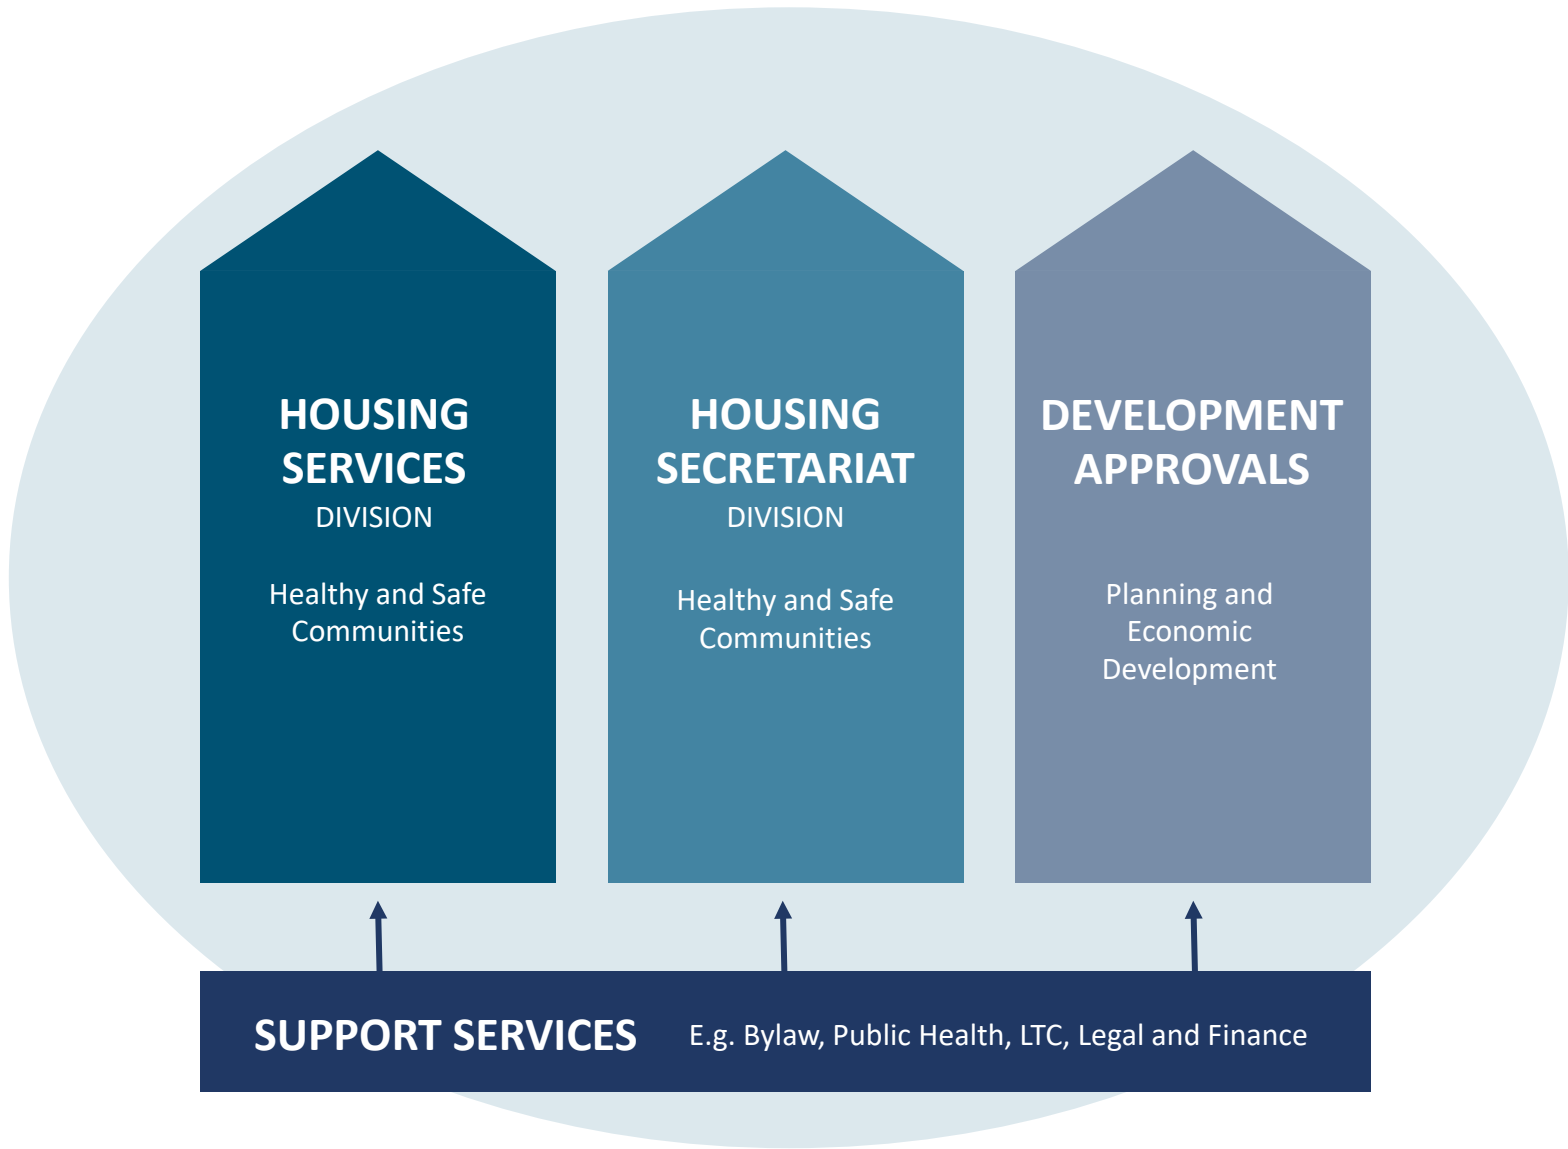 HOUSING
SERVICES
DIVISION
Healthy and Safe
Communities
HOUSING
SECRETARIAT
DIVISION
Healthy and Safe
Communities
DEVELOPMENT
APPROVALS
Planning and
Economic
Development
SUPPORT SERVICES E.g. Bylaw, Public Health, LTC, Legal and Finance